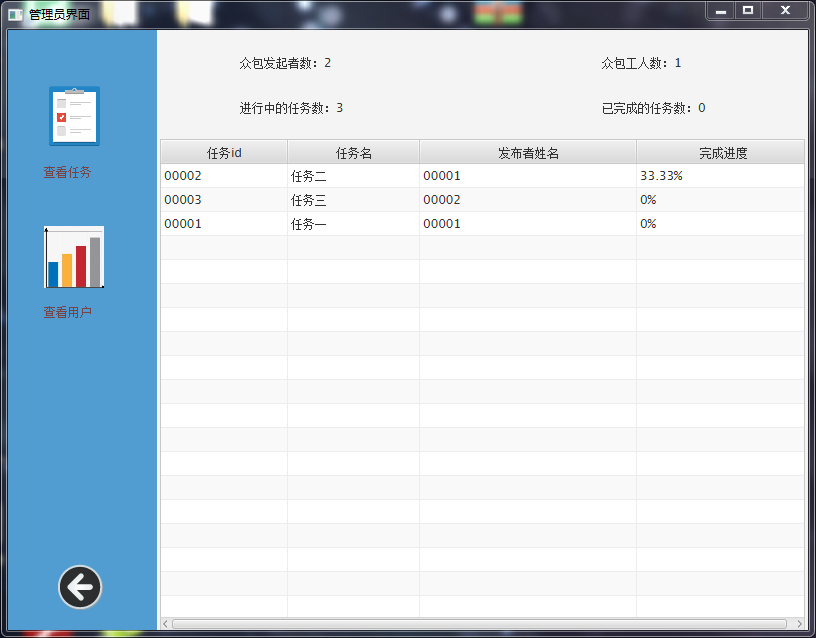 管理员界面
查看任务
查看用户
众包发起者数：2
众包工人数：1
进行中的任务数：3
已完成的任务数：0
任务id 任务名 发布者姓名 完成进度
00002 任务二 00001 33.33%
00003 任务三 00002 0%
00001 任务一 00001 0%